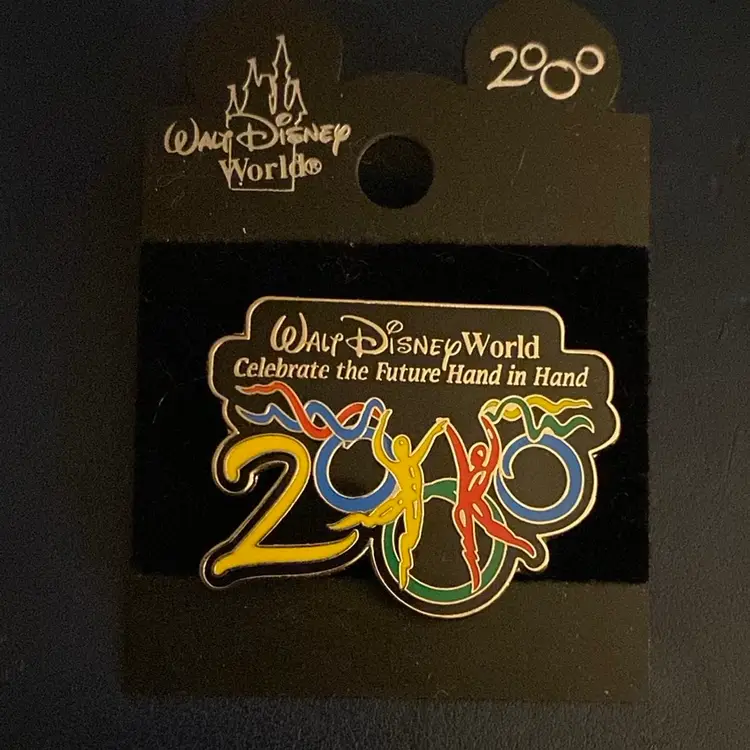 Walt Disney
World®
2000
Walt Disney World
Celebrate the Future Hand in Hand
2000